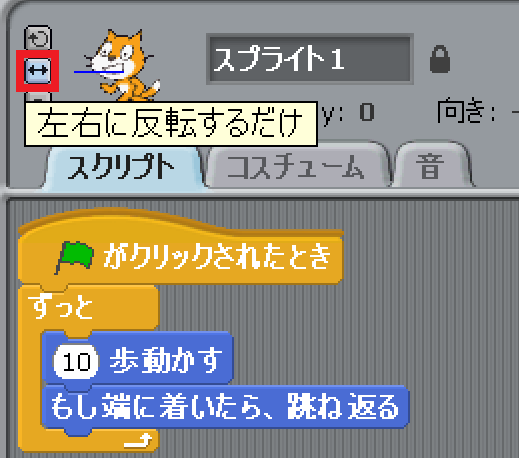 スプライト1
y: 0 向き:
左右に反転するだけ
スクリプト コスチューム 音
がクリックされたとき
ずっと
10 歩動かす
もし端に着いたら、跳ね返る